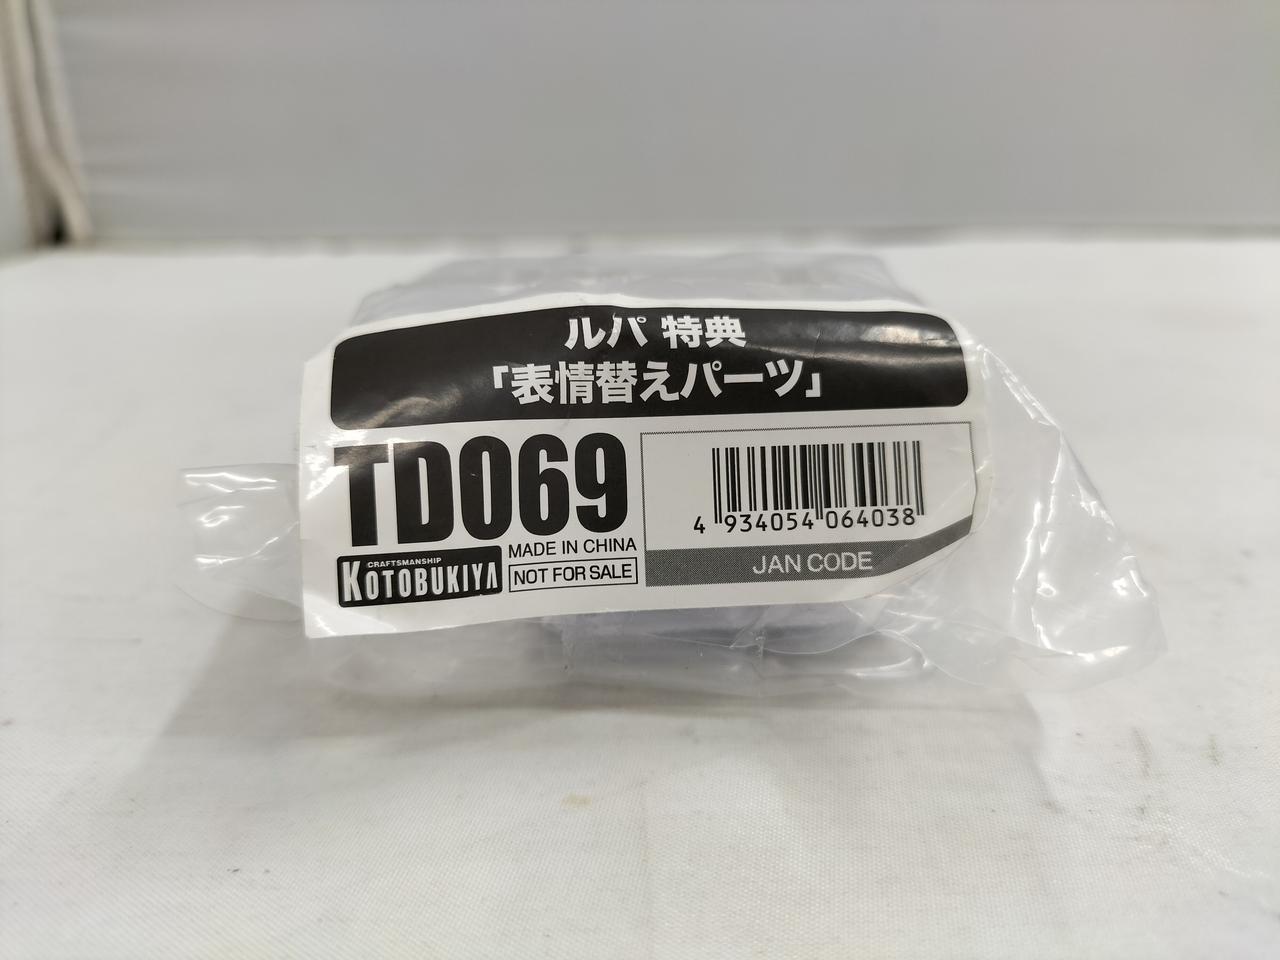 ルパ 特典
「表情替えパーツ」
TD069
MADE IN CHINA
CRAFTSMANSHIP
KOTOBUKIYA
NOT FOR SALE
4 934054 064038
JAN CODE